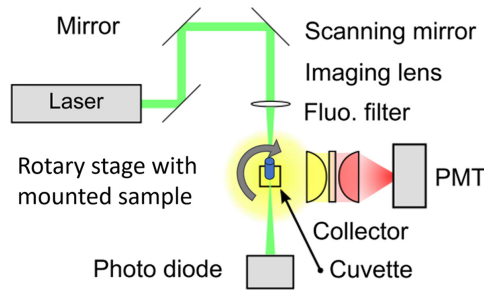 Mirror
Scanning mirror
Imaging lens
Laser
Fluo. filter
Rotary stage with
mounted sample
PMT
Collector
Photo diode
Cuvette